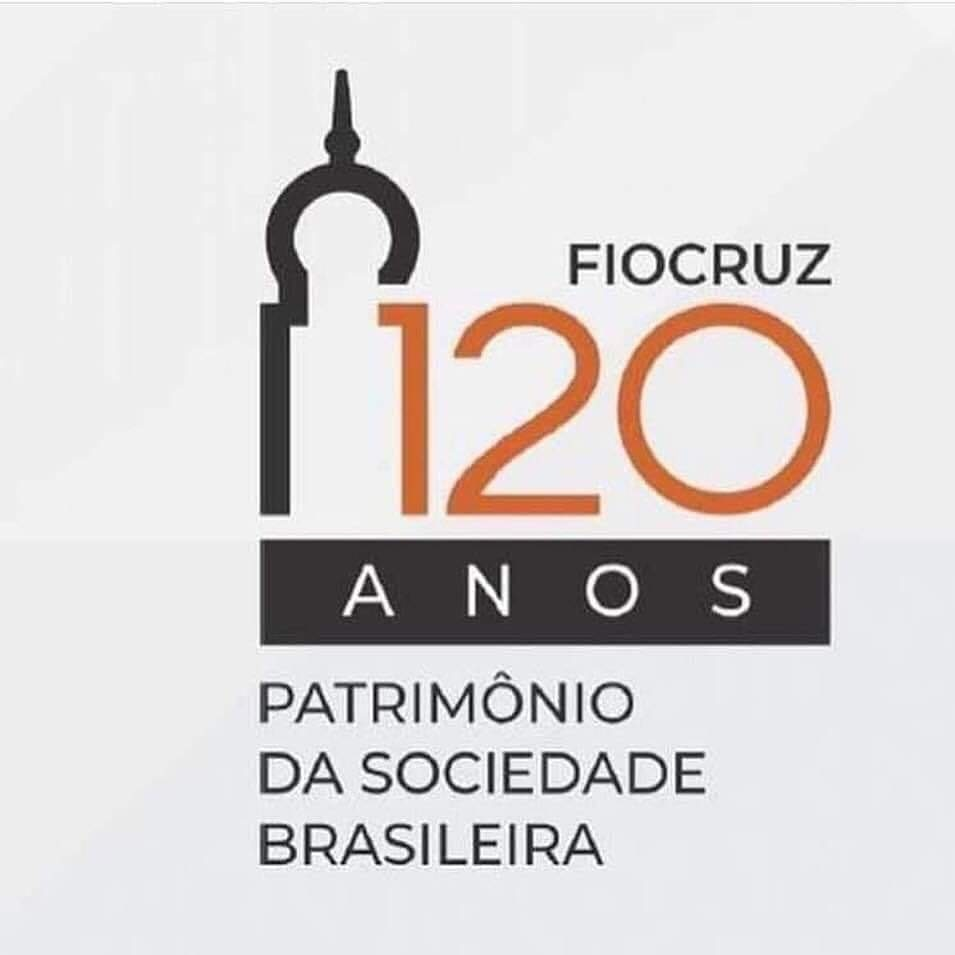 FIOCRUZ
120
ANOS
PATRIMÔNIO
DA SOCIEDADE
BRASILEIRA